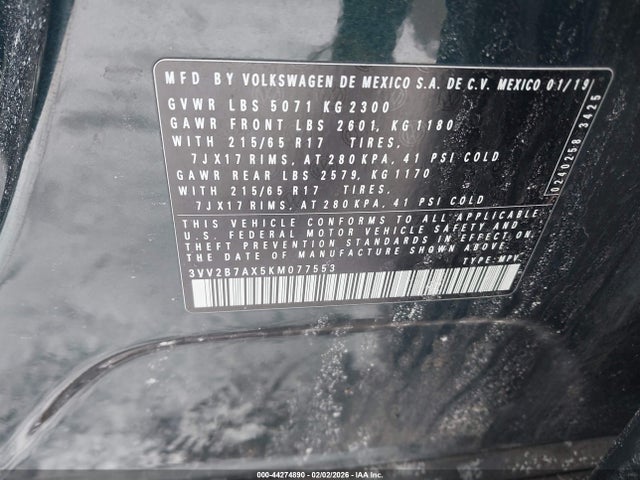 MFD BY VOLKSWAGEN DE MEXICO S.A. DE C.V. MEXICO 01/19
GVWR LBS 5071 KG 2300
GAWR FRONT LBS 2601, KG 1180
WITH 215/65 R17 TIRES,
7JX17 RIMS, AT 280 KPA, 41 PSI COLD
GAWR REAR LBS 2579, KG 1170
WITH 215/65 R17 TIRES,
7JX17 RIMS, AT 280 KPA, 41 PSI COLD
THIS VEHICLE CONFORMS TO ALL APPLICABLE
U.S. FEDERAL MOTOR VEHICLE SAFETY AND
THEFT PREVENTION STANDARDS IN EFFECT ON
THE DATE OF MANUFACTURE SHOWN ABOVE.
3VV2B7AX5KM077553 TYPE: MPV
0240258 3425
000-44274890 - 02/02/2026 - IAA Inc.